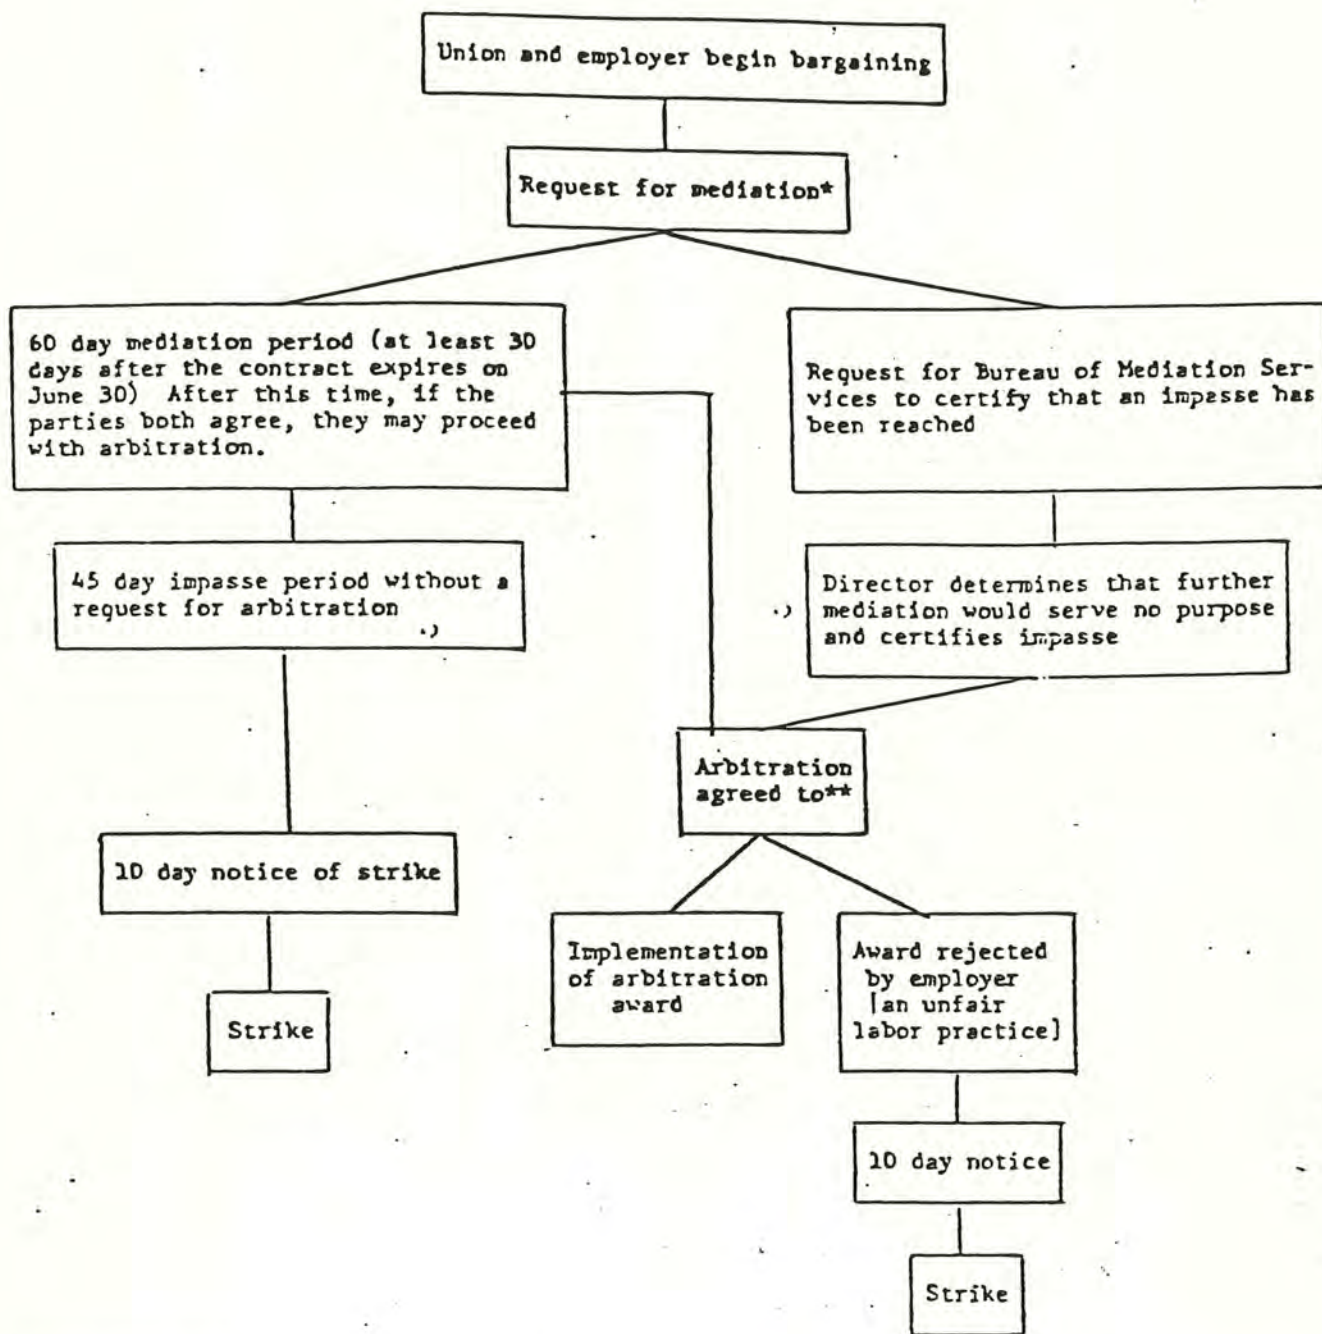 Union and employer begin bargaining
Request for mediation*
60 day mediation period (at least 30
days after the contract expires on
June 30) After this time, if the
parties both agree, they may proceed
with arbitration.
Request for Bureau of Mediation Ser-
vices to certify that an impasse has
been reached
45 day impasse period without a
request for arbitration
Director determines that further
mediation would serve no purpose
and certifies impasse
Arbitration
agreed to**
10 day notice of strike
Implementation
of arbitration
award
Award rejected
by employer
[an unfair
labor practice]
Strike
10 day notice
Strike